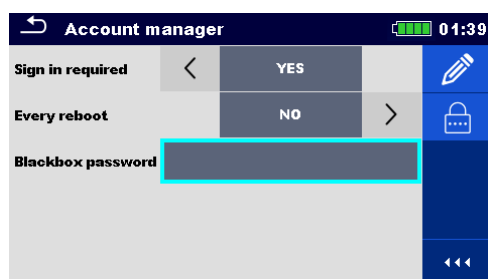 Account manager 01:39
Sign in required YES
Every reboot NO
Blackbox password